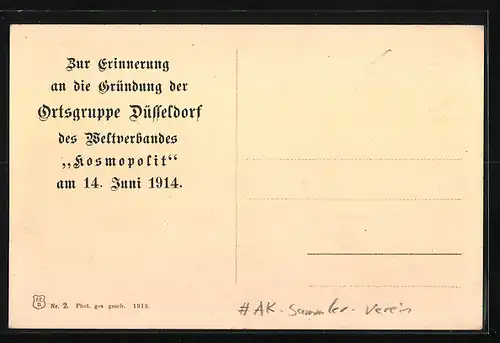 Zur Erinnerung
an die Gründung der
Ortsgruppe Düsseldorf
des Weltverbandes
„Kosmopolit“
am 14. Juni 1914.
Nr. 2. Phot. ges gesch. 1913.
#AK-Sammler-Verein